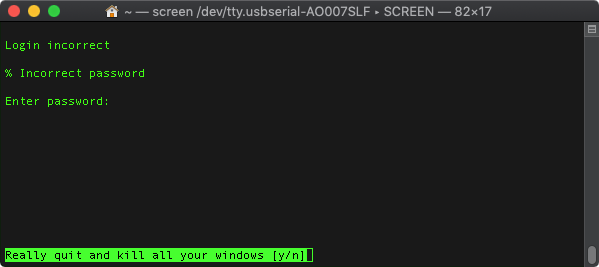 ~ — screen /dev/tty.usbserial-AO007SLF ▸ SCREEN — 82×17
Login incorrect
% Incorrect password
Enter password:
Really quit and kill all your windows [y/n]